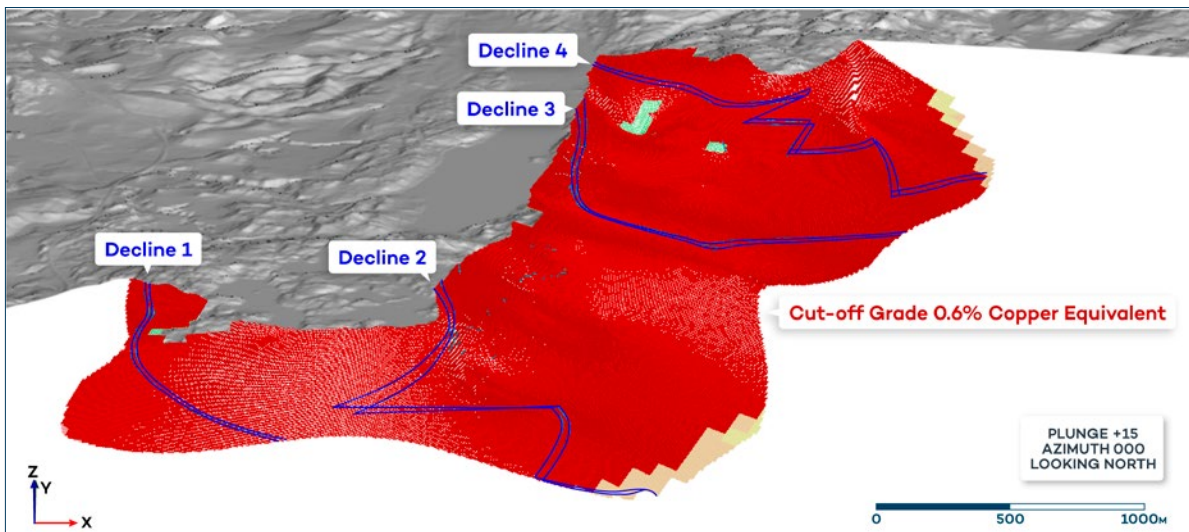 Decline 4
Decline 3
Decline 1
Decline 2
Cut-off Grade 0.6% Copper Equivalent
PLUNGE +15
AZIMUTH 000
LOOKING NORTH
Z
Y
X
0
500
1000M